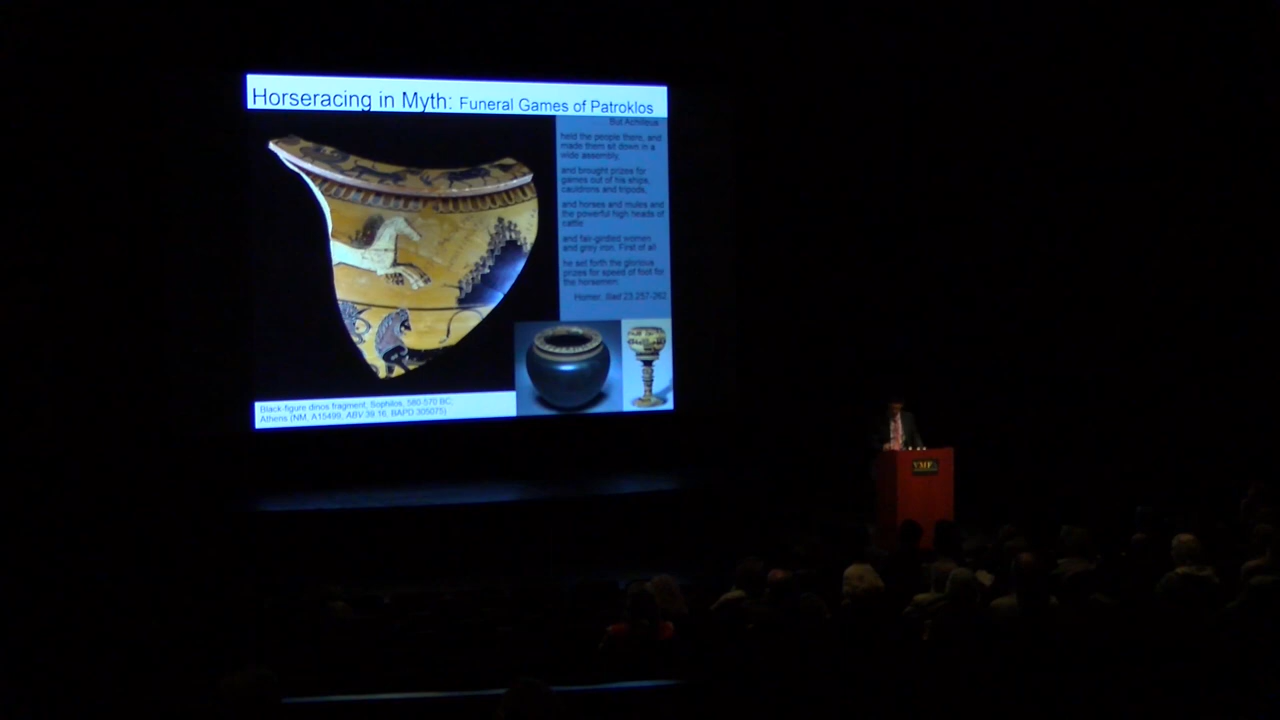 Horseracing in Myth: Funeral Games of Patroklos
But Achilleus
held the people there, and
made them sit down in a
wide assembly,
and brought prizes for
games out of his ships,
cauldrons and tripods,
and horses and mules and
the powerful high heads of
cattle
and fair-girdled women
and grey iron. First of all
he set forth the glorious
prizes for speed of foot for
the horsemen:
Homer, Iliad 23.257-262
Black-figure dinos fragment, Sophilos, 580-570 BC;
Athens (NM, A15499, ABV 39.16, BAPD 305075)
VMFA